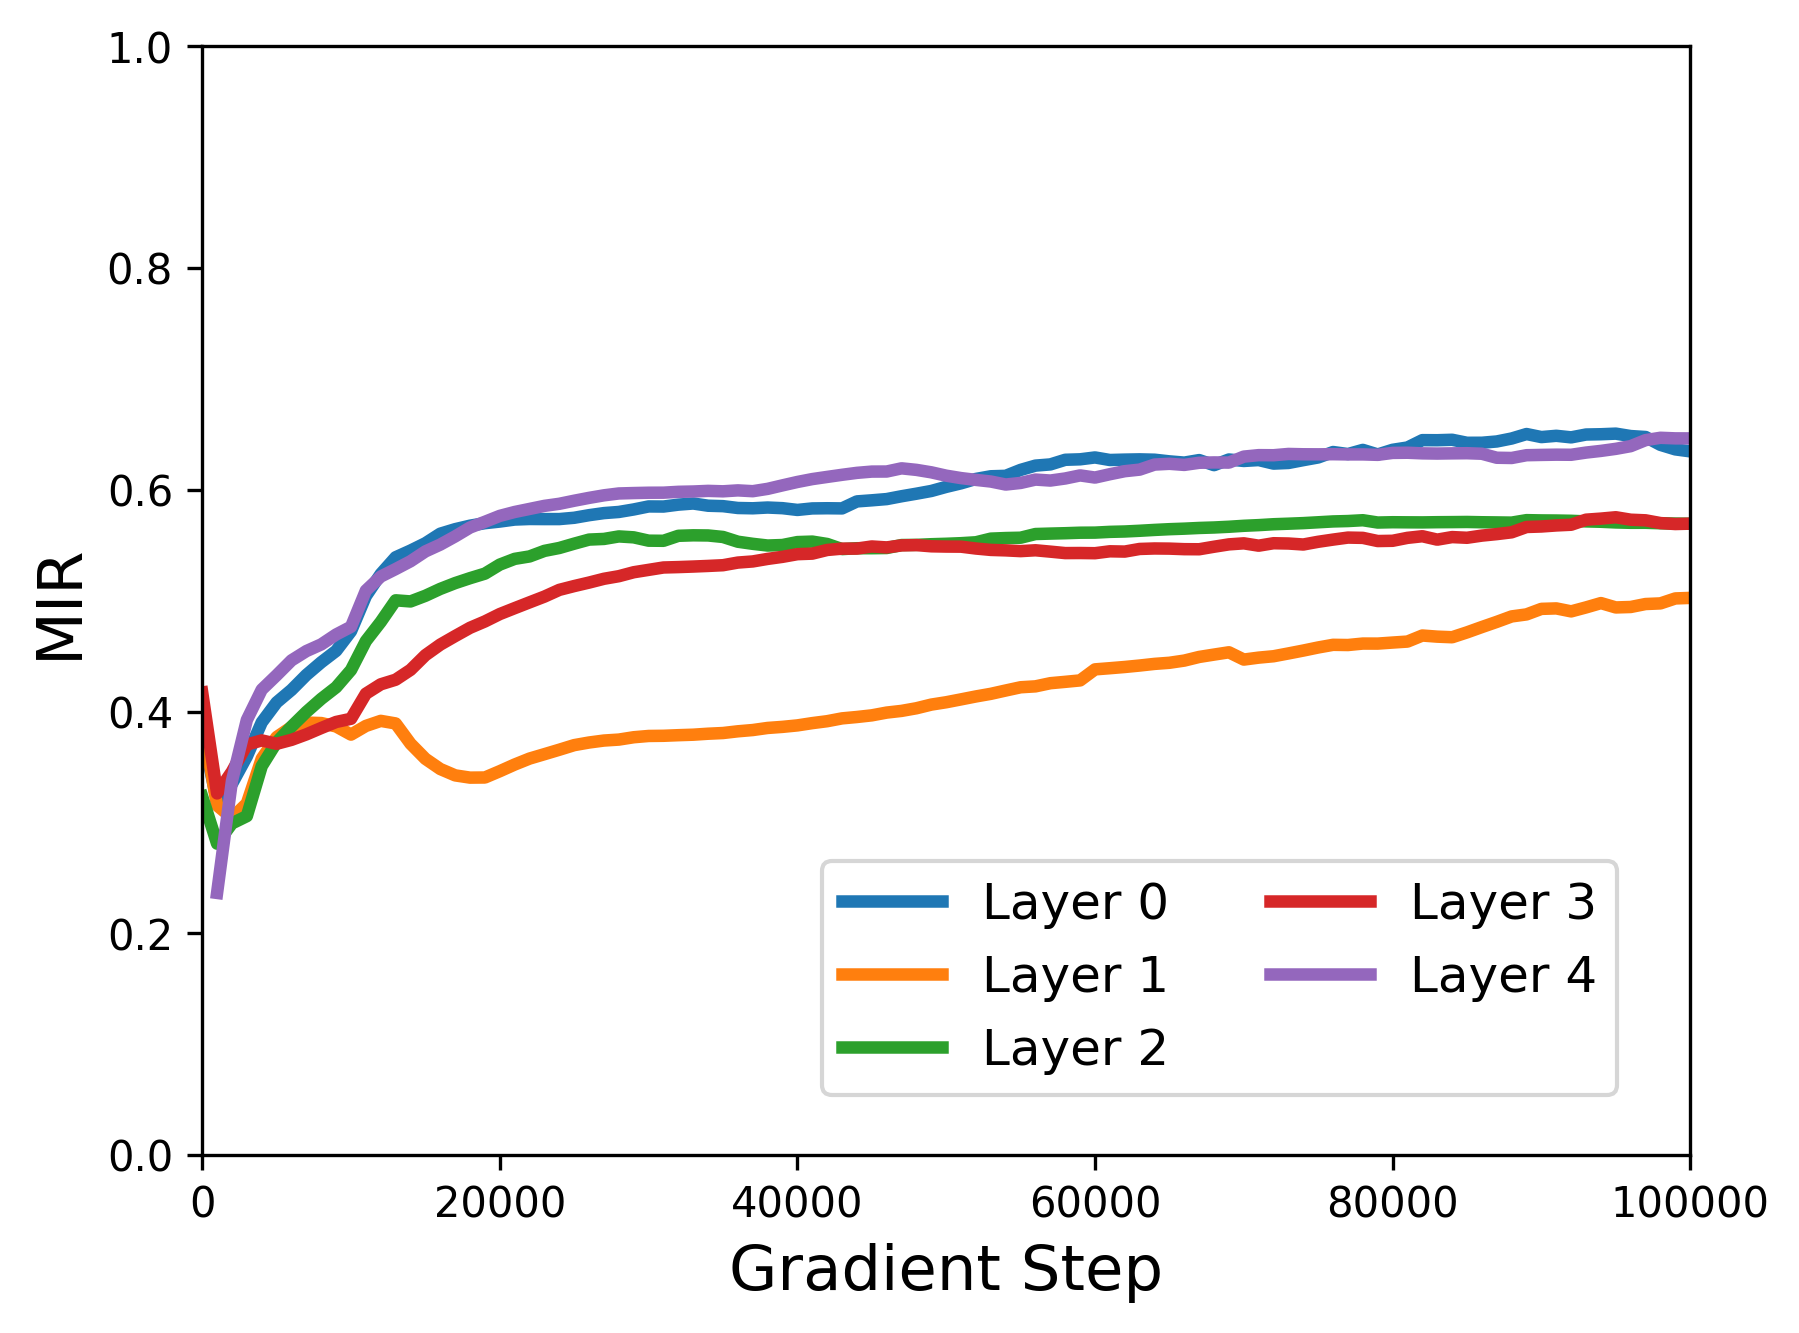 1.0
0.8
0.6
0.4
0.2
0.0
MIR
0 20000 40000 60000 80000 100000
Gradient Step
Layer 0
Layer 1
Layer 2
Layer 3
Layer 4